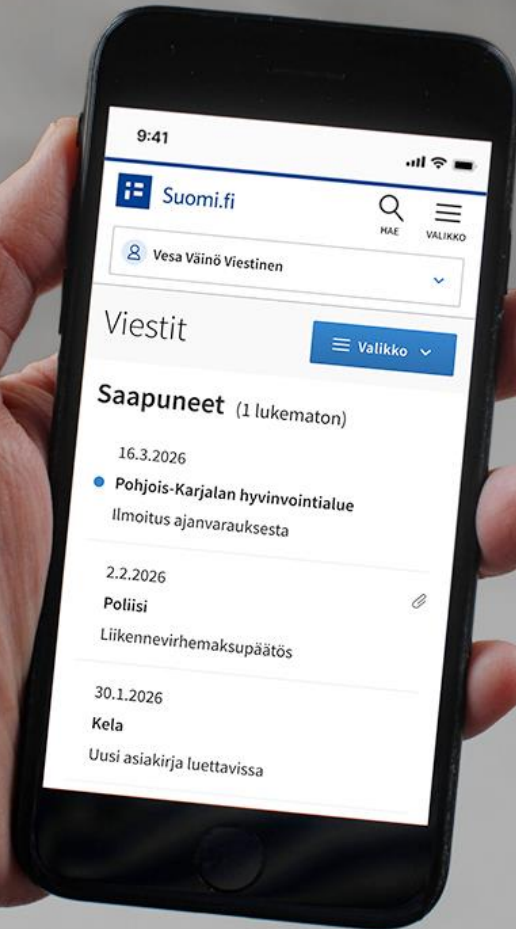 9:41
Suomi.fi
HAE
VALIKKO
Vesa Väinö Viestinen
Viestit
Valikko
Saapuneet (1 lukematon)
16.3.2026
Pohjois-Karjalan hyvinvointialue
Ilmoitus ajanvarauksesta
2.2.2026
Poliisi
Liikennevirhemaksupäätös
30.1.2026
Kela
Uusi asiakirja luettavissa